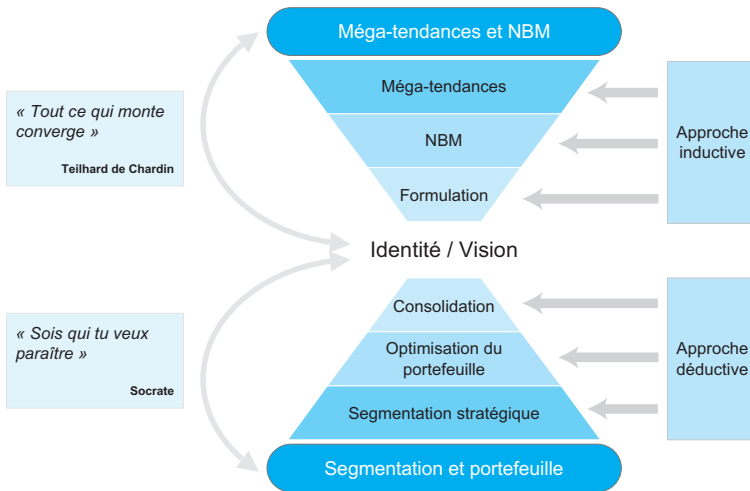 Méga-tendances et NBM
Méga-tendances
NBM
Formulation
« Tout ce qui monte
converge »
Teilhard de Chardin
Approche
inductive
Identité / Vision
Consolidation
Optimisation du
portefeuille
Segmentation stratégique
Segmentation et portefeuille
« Sois qui tu veux
paraître »
Socrate
Approche
déductive